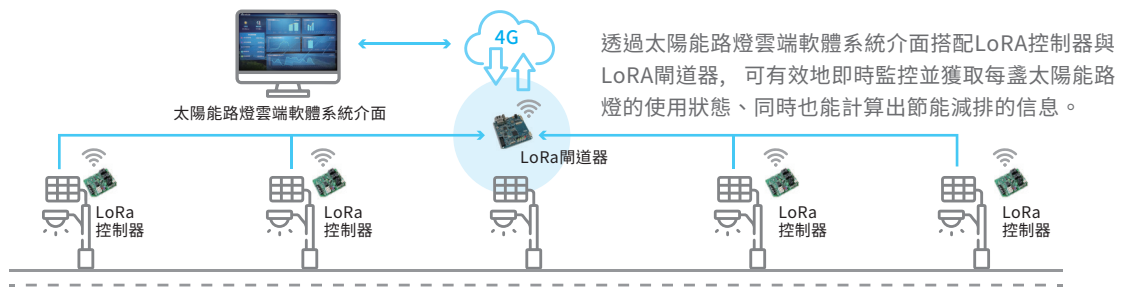 4G
透過太陽能路燈雲端軟體系統介面搭配LoRA控制器與
LoRA閘道器, 可有效地即時監控並獲取每盞太陽能路
燈的使用狀態、同時也能計算出節能減排的信息。
太陽能路燈雲端軟體系統介面
LoRa閘道器
LoRa
控制器
LoRa
控制器
LoRa
控制器
LoRa
控制器